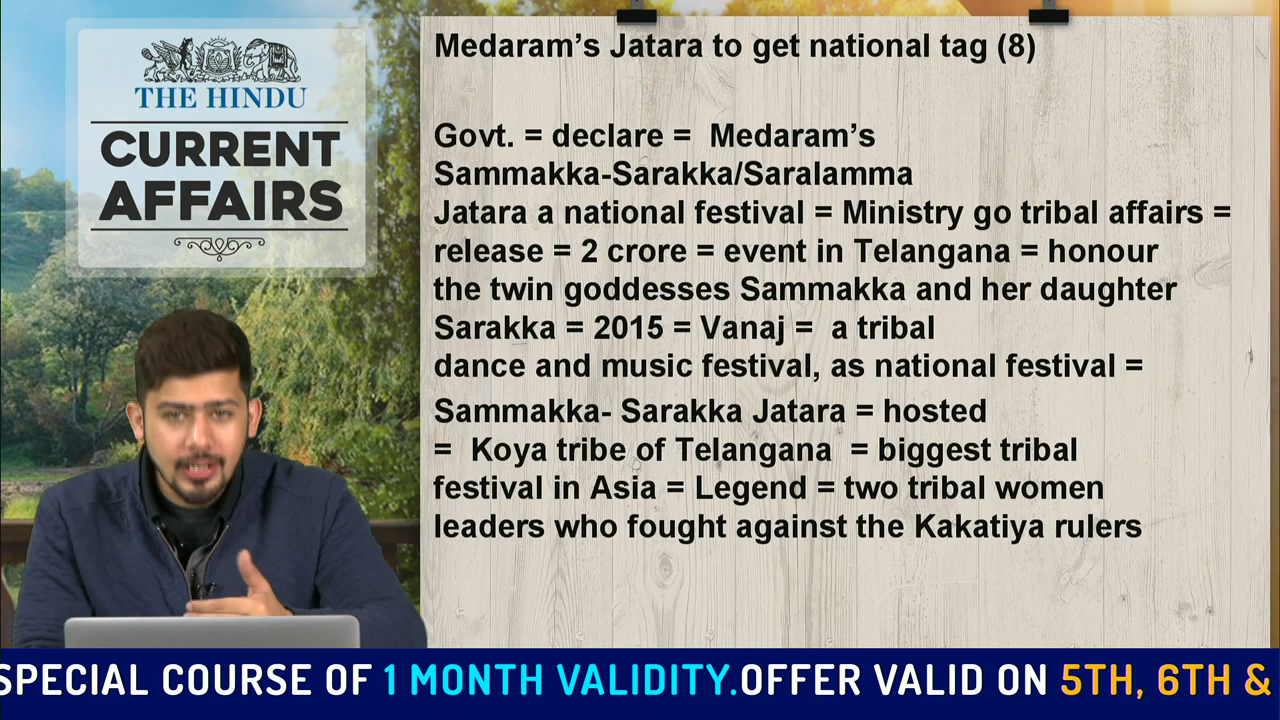 THE HINDU
CURRENT
AFFAIRS
Medaram's Jatara to get national tag (8)
Govt. = declare = Medaram's
Sammakka-Sarakka/Saralamma
Jatara a national festival = Ministry go tribal affairs =
release = 2 crore = event in Telangana = honour
the twin goddesses Sammakka and her daughter
Sarakka = 2015 = Vanaj = a tribal
dance and music festival, as national festival =
Sammakka- Sarakka Jatara = hosted
= Koya tribe of Telangana = biggest tribal
festival in Asia = Legend = two tribal women
leaders who fought against the Kakatiya rulers
SPECIAL COURSE OF 1 MONTH VALIDITY.OFFER VALID ON 5TH, 6TH &